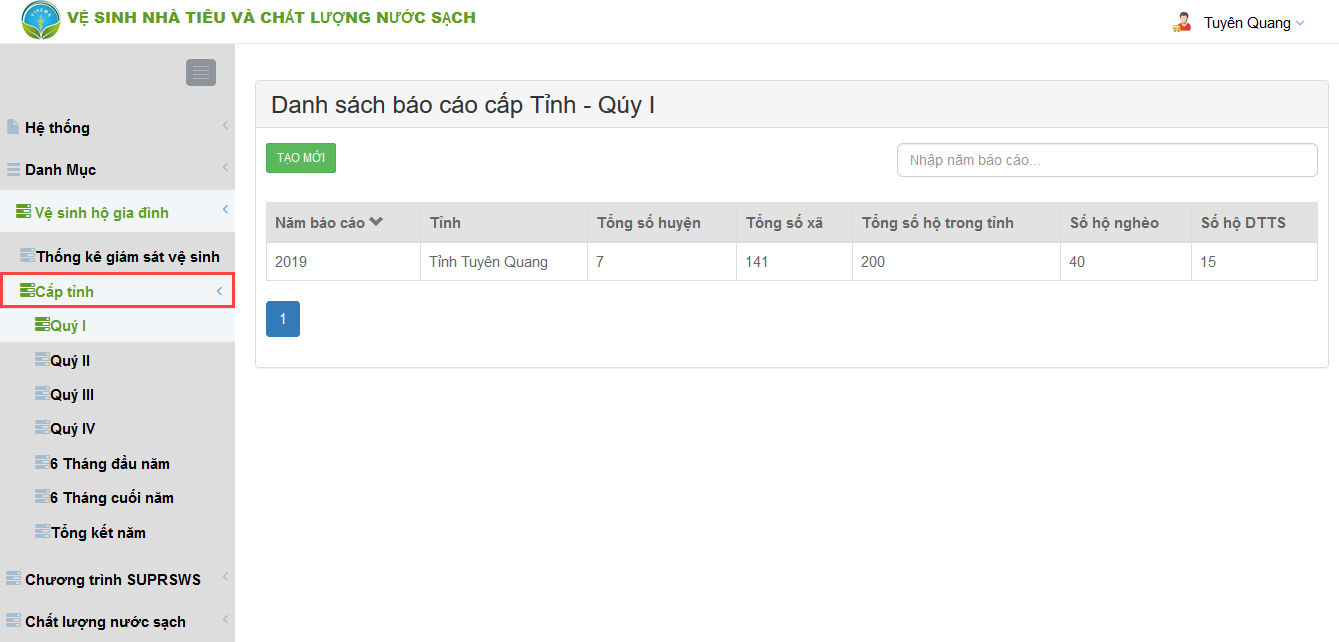 VỆ SINH NHÀ TIÊU VÀ CHẤT LƯỢNG NƯỚC SẠCH
Tuyên Quang
Hệ thống
Danh Mục
Vệ sinh hộ gia đình
Thống kê giám sát vệ sinh
Cấp tỉnh
Quý I
Quý II
Quý III
Quý IV
6 Tháng đầu năm
6 Tháng cuối năm
Tổng kết năm
Chương trình SUPRSWS
Chất lượng nước sạch
Danh sách báo cáo cấp Tỉnh - Qúy I
TẠO MỚI
Nhập năm báo cáo...
Năm báo cáo Tỉnh Tổng số huyện Tổng số xã Tổng số hộ trong tỉnh Số hộ nghèo Số hộ DTTS
2019 Tỉnh Tuyên Quang 7 141 200 40 15
1